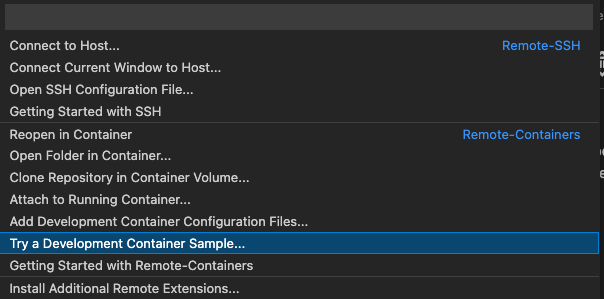 Connect to Host... Remote-SSH
Connect Current Window to Host...
Open SSH Configuration File...
Getting Started with SSH
Reopen in Container Remote-Containers
Open Folder in Container...
Clone Repository in Container Volume...
Attach to Running Container...
Add Development Container Configuration Files...
Try a Development Container Sample...
Getting Started with Remote-Containers
Install Additional Remote Extensions...